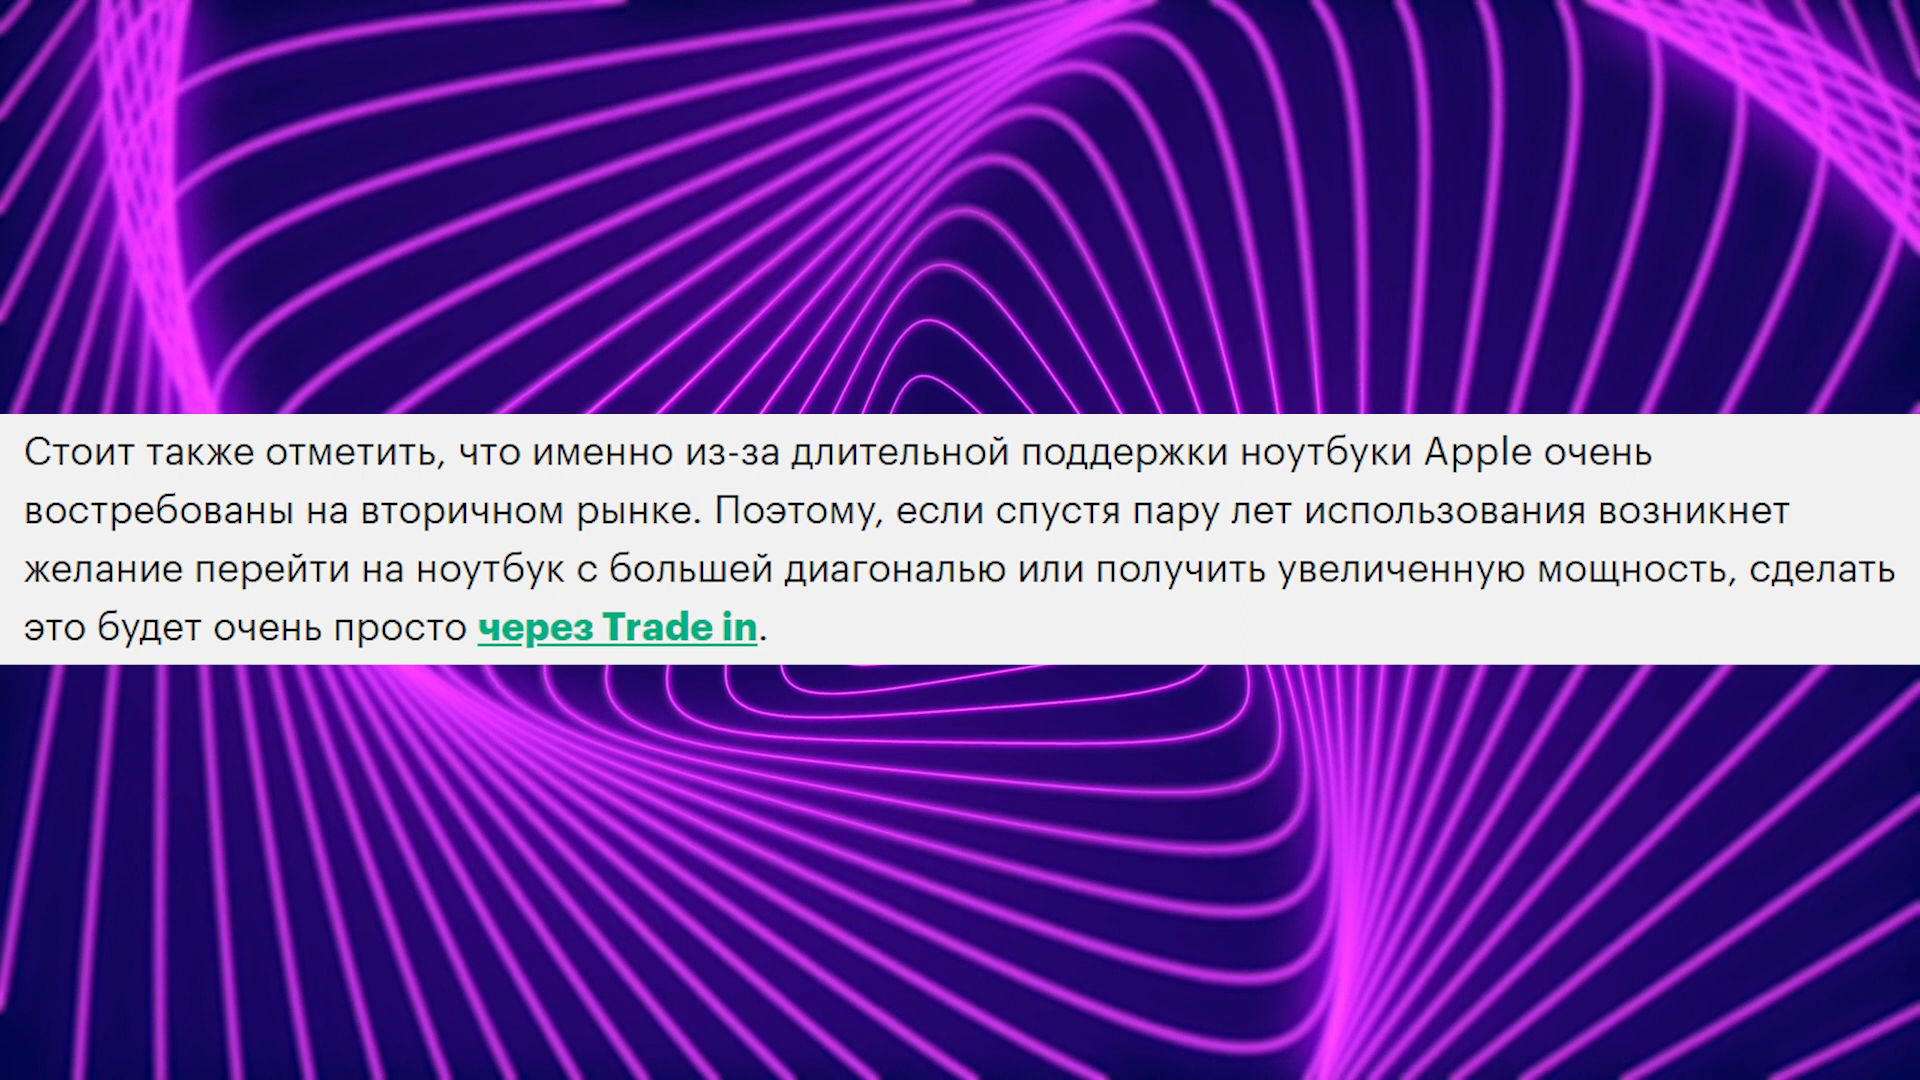 Стоит также отметить, что именно из-за длительной поддержки ноутбуки Apple очень
востребованы на вторичном рынке. Поэтому, если спустя пару лет использования возникнет
желание перейти на ноутбук с большей диагональю или получить увеличенную мощность, сделать
это будет очень просто через Trade in.